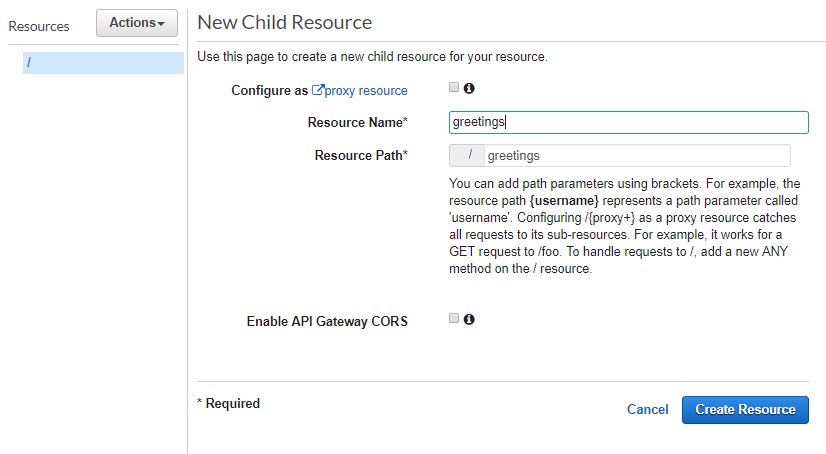 Resources
Actions
/
New Child Resource
Use this page to create a new child resource for your resource.
Configure as proxy resource
Resource Name*
greetings
Resource Path*
/ greetings
You can add path parameters using brackets. For example, the
resource path {username} represents a path parameter called
'username'. Configuring /{proxy+} as a proxy resource catches
all requests to its sub-resources. For example, it works for a
GET request to /foo. To handle requests to /, add a new ANY
method on the / resource.
Enable API Gateway CORS
* Required
Cancel
Create Resource